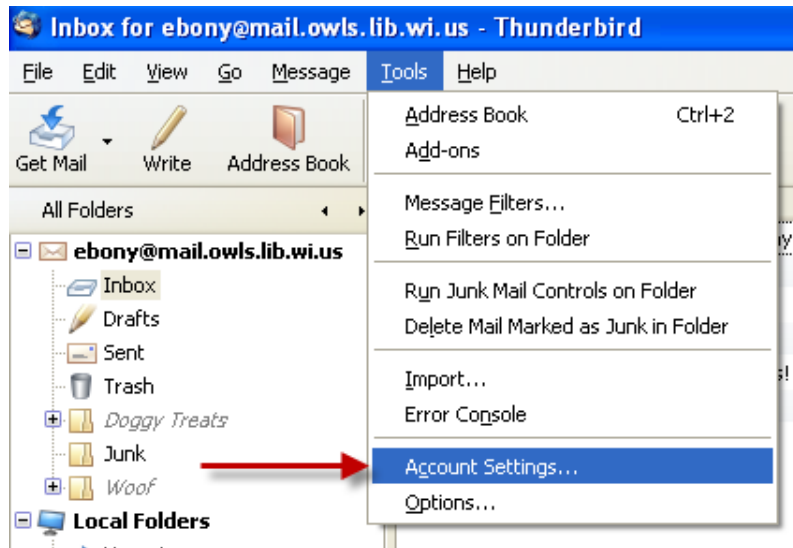 Inbox for ebony@mail.owls.lib.wi.us - Thunderbird
File Edit View Go Message Tools Help
Get Mail Write Address Book
All Folders
ebony@mail.owls.lib.wi.us
Inbox
Drafts
Sent
Trash
Doggy Treats
Junk
Woof
Local Folders
Address Book Ctrl+2
Add-ons
Message Filters...
Run Filters on Folder
Run Junk Mail Controls on Folder
Delete Mail Marked as Junk in Folder
Import...
Error Console
Account Settings...
Options...